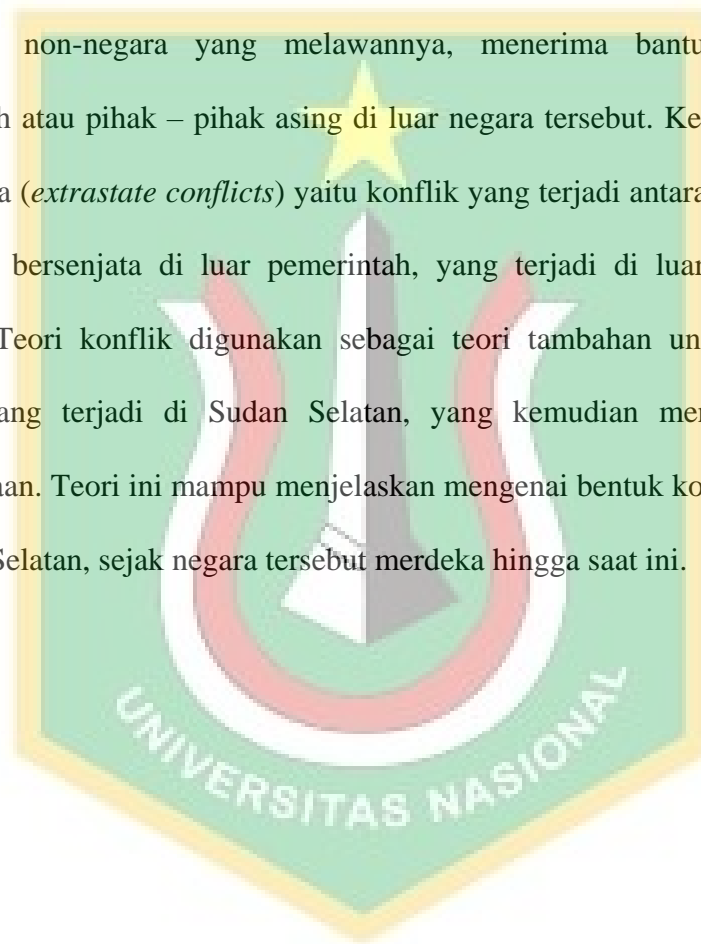 non-negara yang melawannya, menerima bantu
h atau pihak – pihak asing di luar negara tersebut. Ke
a (extrastate conflicts) yaitu konflik yang terjadi antara
bersenjata di luar pemerintah, yang terjadi di luar
Teori konflik digunakan sebagai teori tambahan un
ang terjadi di Sudan Selatan, yang kemudian mer
aan. Teori ini mampu menjelaskan mengenai bentuk ko
Selatan, sejak negara tersebut merdeka hingga saat ini.
UNIVERSITAS NASIONAL